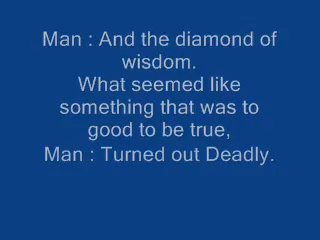 Man : And the diamond of
wisdom.
What seemed like
something that was to
good to be true,
Man : Turned out Deadly.